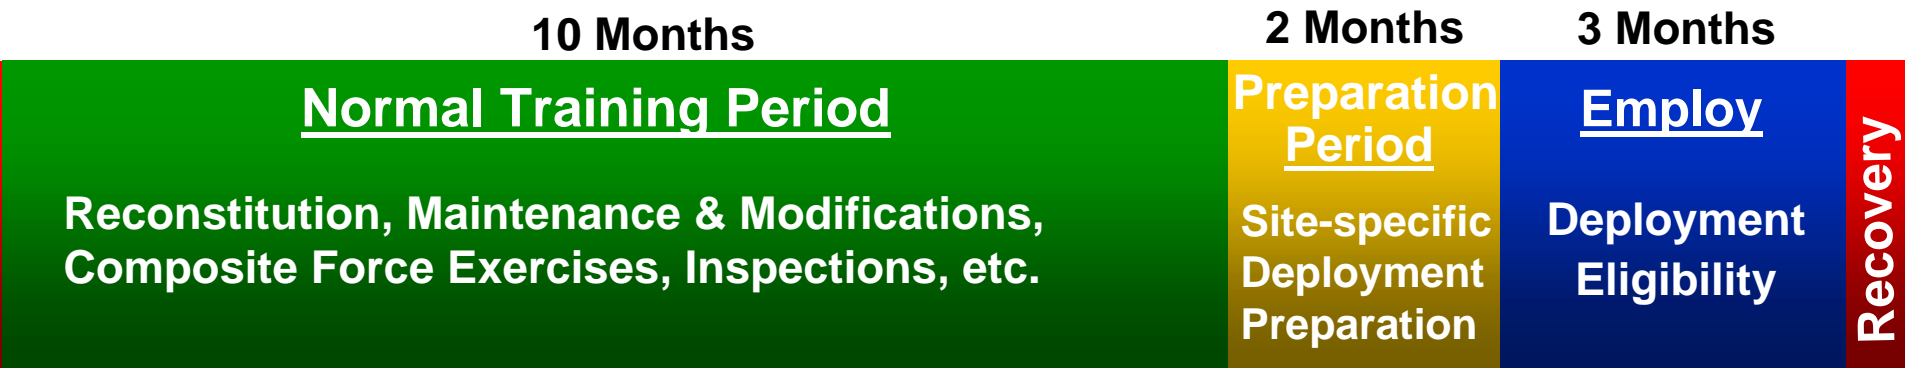 10 Months
2 Months
3 Months
Normal Training Period
Reconstitution, Maintenance & Modifications,
Composite Force Exercises, Inspections, etc.
Preparation
Period
Site-specific
Deployment
Preparation
Employ
Deployment
Eligibility
Recovery